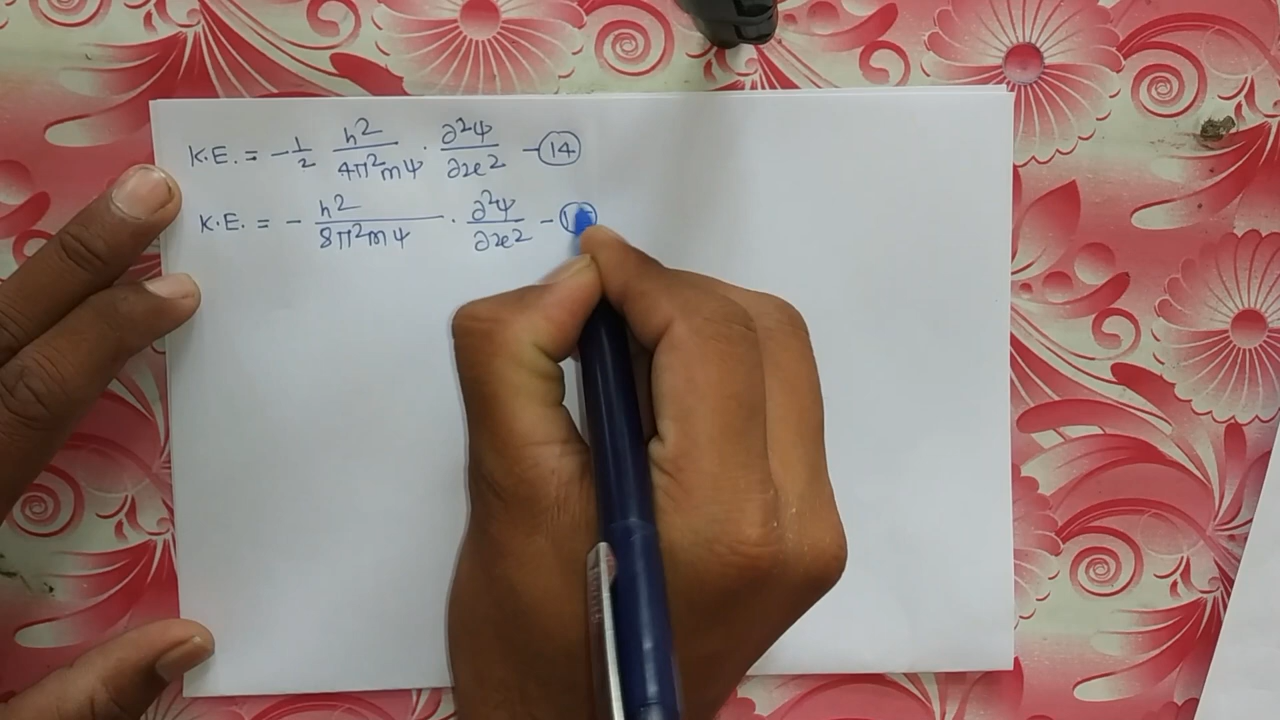 K.E. = -1/2 h²/4π²mψ . ∂²ψ/∂x² - 14
K.E. = - h²/8π²mψ . ∂²ψ/∂x² -